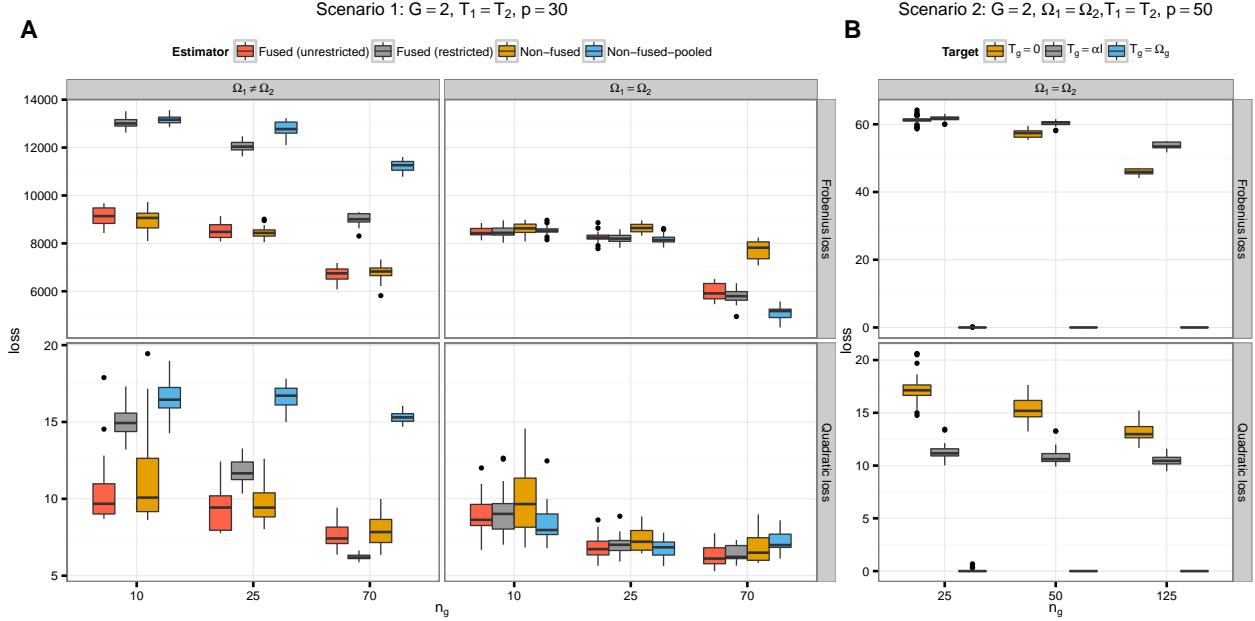 Scenario 1: G = 2, T₁ = T₂, p = 30
A
Estimator Fused (unrestricted) Fused (restricted) Non−fused Non−fused−pooled
Ω₁ ≠ Ω₂ Ω₁ = Ω₂
14000
12000
10000
8000
6000
Frobenius loss
loss
20
15
10
5
Quadratic loss
10 25 70 10 25 70
n_g
Scenario 2: G = 2, Ω₁ = Ω₂,T₁ = T₂, p = 50
B
Target T_g = 0 T_g = αI T_g = Ω_g
Ω₁ = Ω₂
60
40
20
0
Frobenius loss
loss
20
15
10
5
0
Quadratic loss
25 50 125
n_g